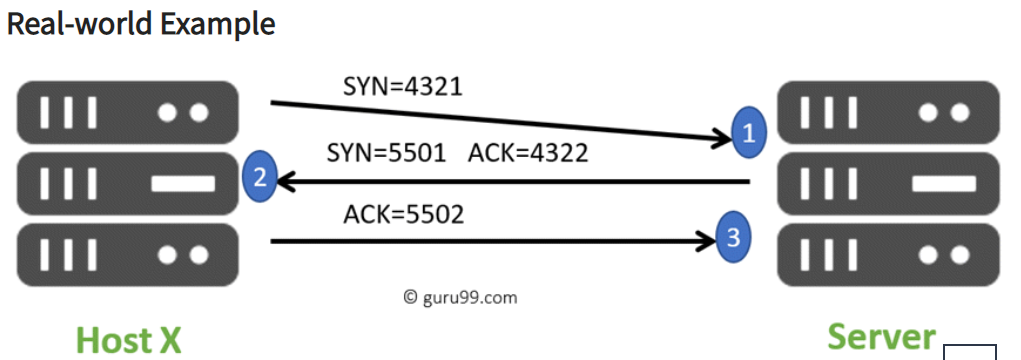 Real-world Example
SYN=4321
1
SYN=5501 ACK=4322
2
ACK=5502
3
© guru99.com
Host X
Server